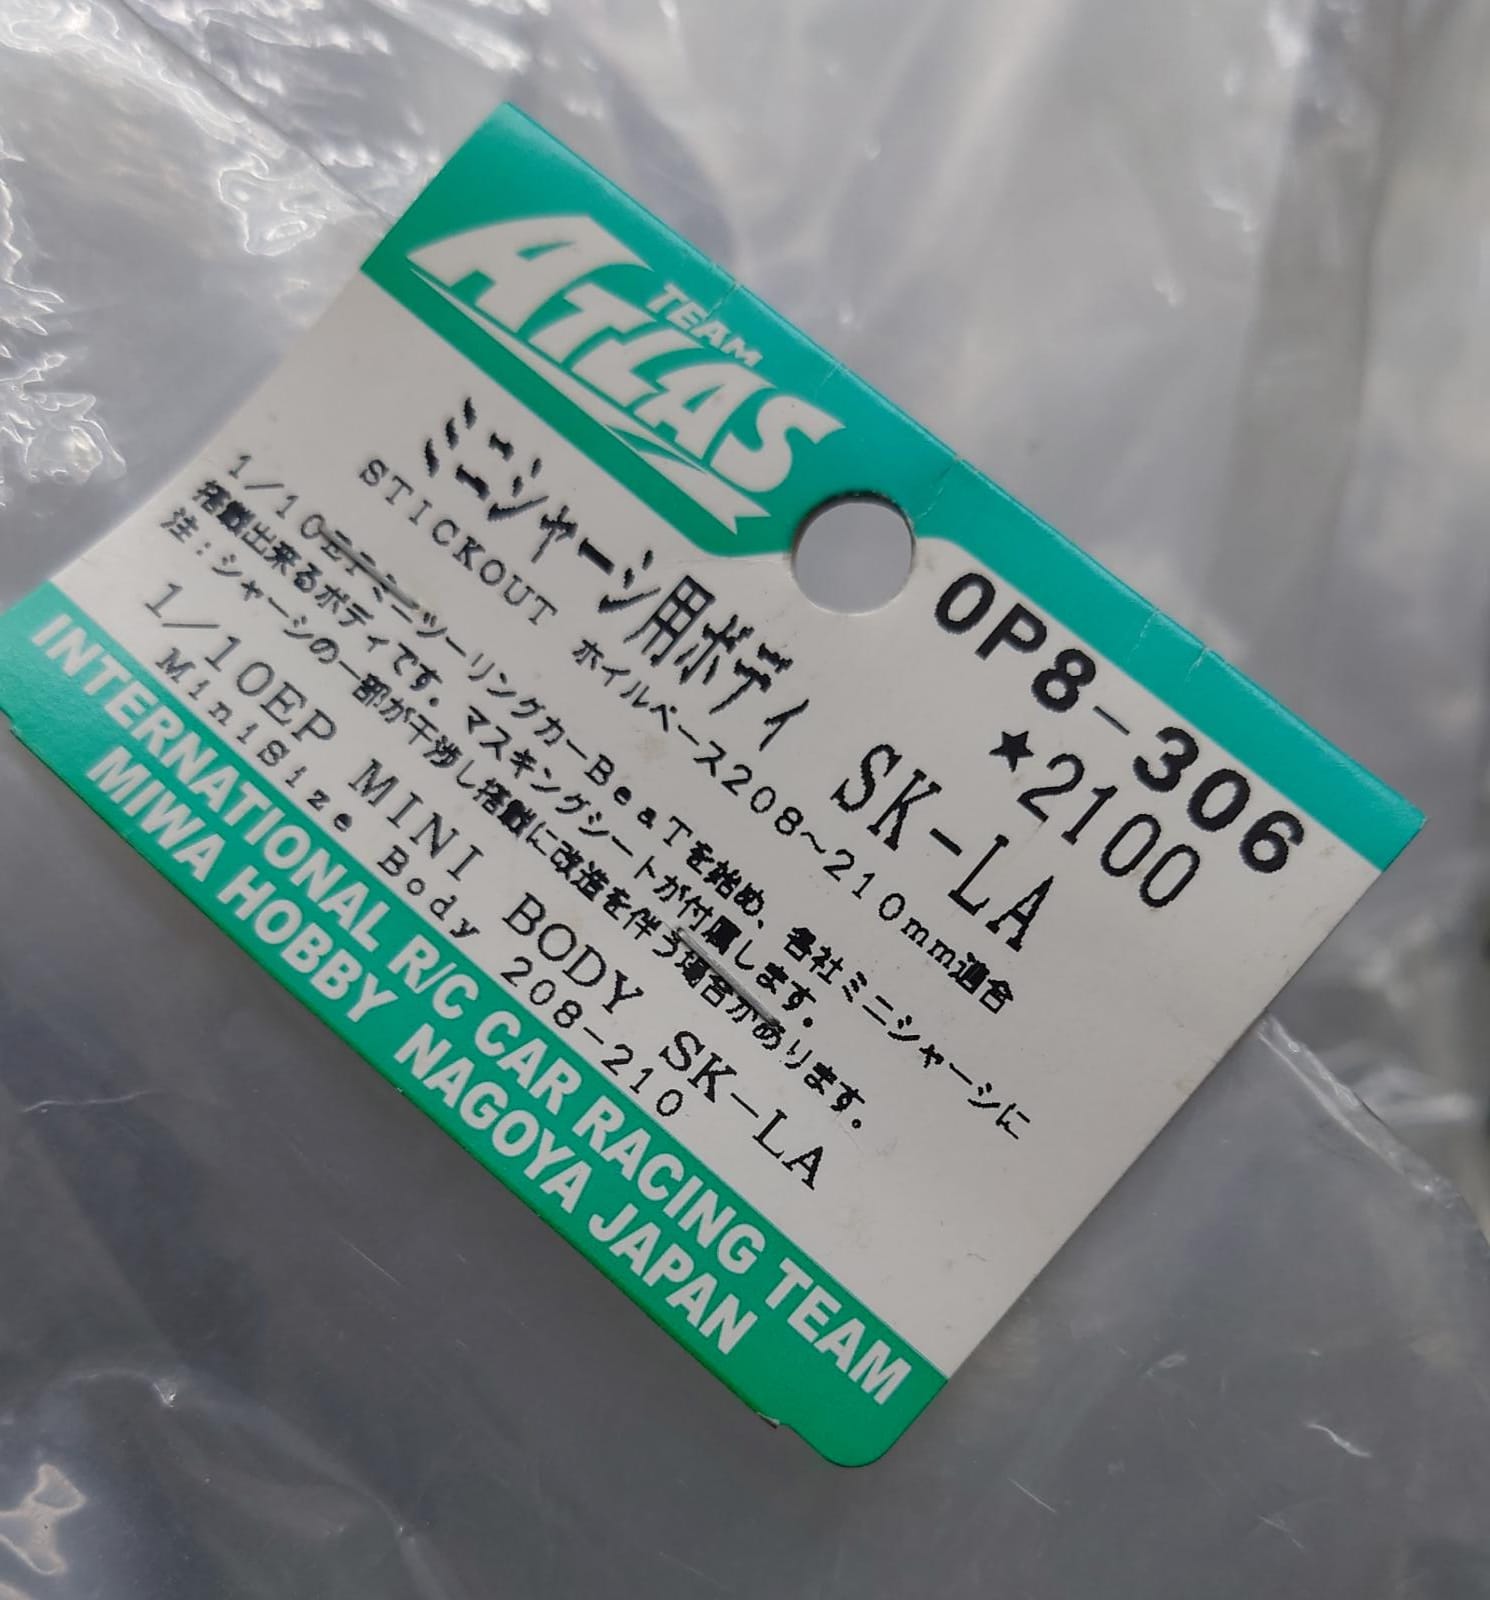 TEAM
ATLAS
OP8-306
★2100
ミニシャーシ用ボディ SK-LA
STICKOUT ホイルベース208~210mm適合
1/10モデミニツーリングカーBeaTを始め、各社ミニシャーシに
搭載出来るボディです。マスキングシートが付属します。
注:シャーシの一部が干渉し搭載に改造を伴う場合があります。
1/10EP MINI BODY SK-LA
MiniSize Body 208-210
INTERNATIONAL R/C CAR RACING TEAM
MIWA HOBBY NAGOYA JAPAN